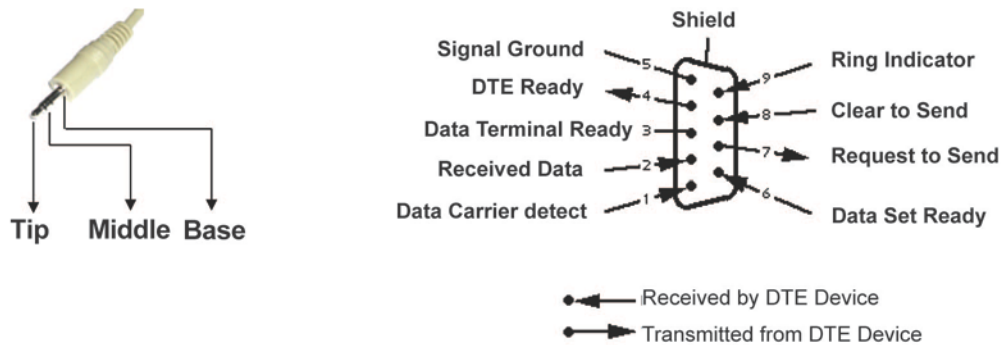 Tip Middle Base
Shield
Signal Ground 5
DTE Ready 4
Data Terminal Ready 3
Received Data 2
Data Carrier detect 1
9 Ring Indicator
8 Clear to Send
7 Request to Send
6 Data Set Ready
Received by DTE Device
Transmitted from DTE Device